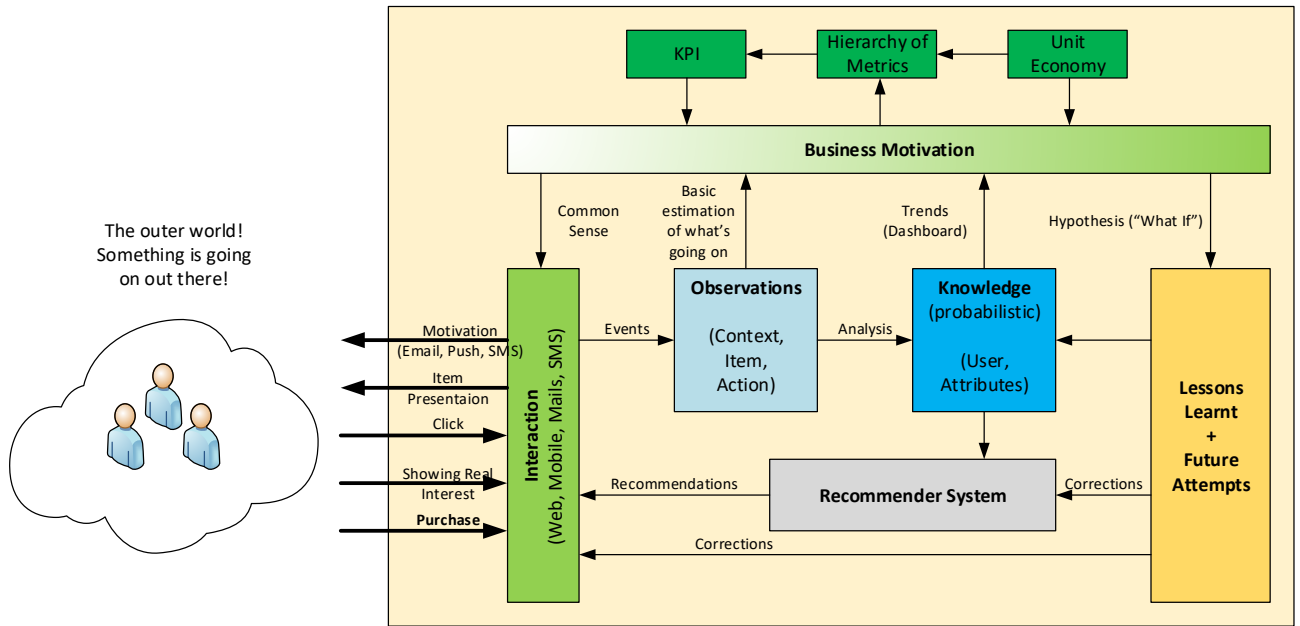 KPI
Hierarchy of
Metrics
Unit
Economy
Business Motivation
Common
Sense
Basic
estimation
of what's
going on
Trends
(Dashboard)
Hypothesis (“What If”)
The outer world!
Something is going
on out there!
Motivation
(Email, Push, SMS)
Item
Presentaion
Click
Showing Real
Interest
Purchase
Interaction
(Web, Mobile, Mails, SMS)
Events
Observations
(Context,
Item,
Action)
Analysis
Knowledge
(probabilistic)
(User,
Attributes)
Lessons
Learnt
+
Future
Attempts
Recommendations
Recommender System
Corrections
Corrections